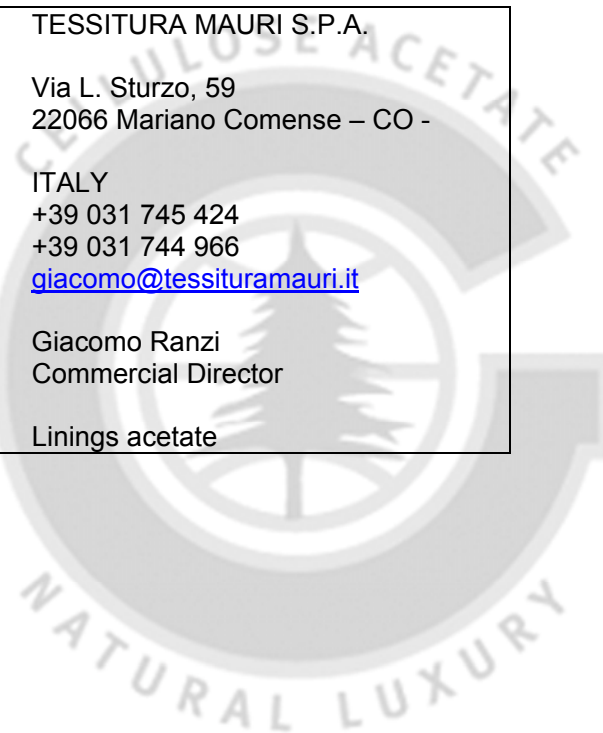 TESSITURA MAURI S.P.A.
Via L. Sturzo, 59
22066 Mariano Comense – CO -
ITALY
+39 031 745 424
+39 031 744 966
giacomo@tessituramauri.it
Giacomo Ranzi
Commercial Director
Linings acetate
CELLULOSE ACETATE
NATURAL LUXURY